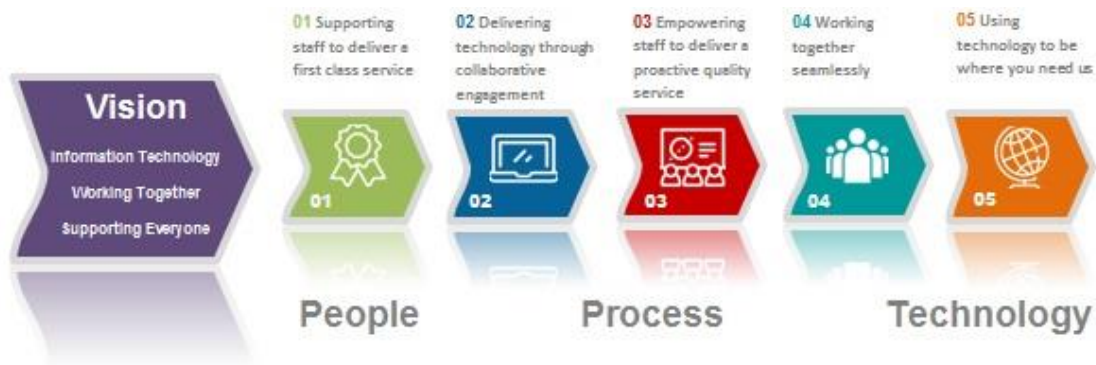 Vision
Information Technology
Working Together
Supporting Everyone
01 Supporting
staff to deliver a
first class service
02 Delivering
technology through
collaborative
engagement
03 Empowering
staff to deliver a
proactive quality
service
04 Working
together
seamlessly
05 Using
technology to be
where you need us
01
02
03
04
05
People
Process
Technology